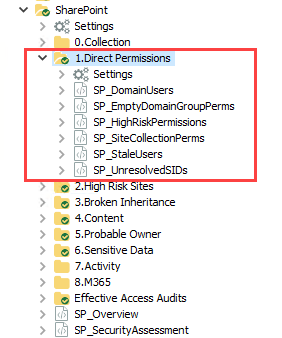 SharePoint
Settings
0.Collection
1.Direct Permissions
Settings
SP_DomainUsers
SP_EmptyDomainGroupPerms
SP_HighRiskPermissions
SP_SiteCollectionPerms
SP_StaleUsers
SP_UnresolvedSIDs
2.High Risk Sites
3.Broken Inheritance
4.Content
5.Probable Owner
6.Sensitive Data
7.Activity
8.M365
Effective Access Audits
SP_Overview
SP_SecurityAssessment